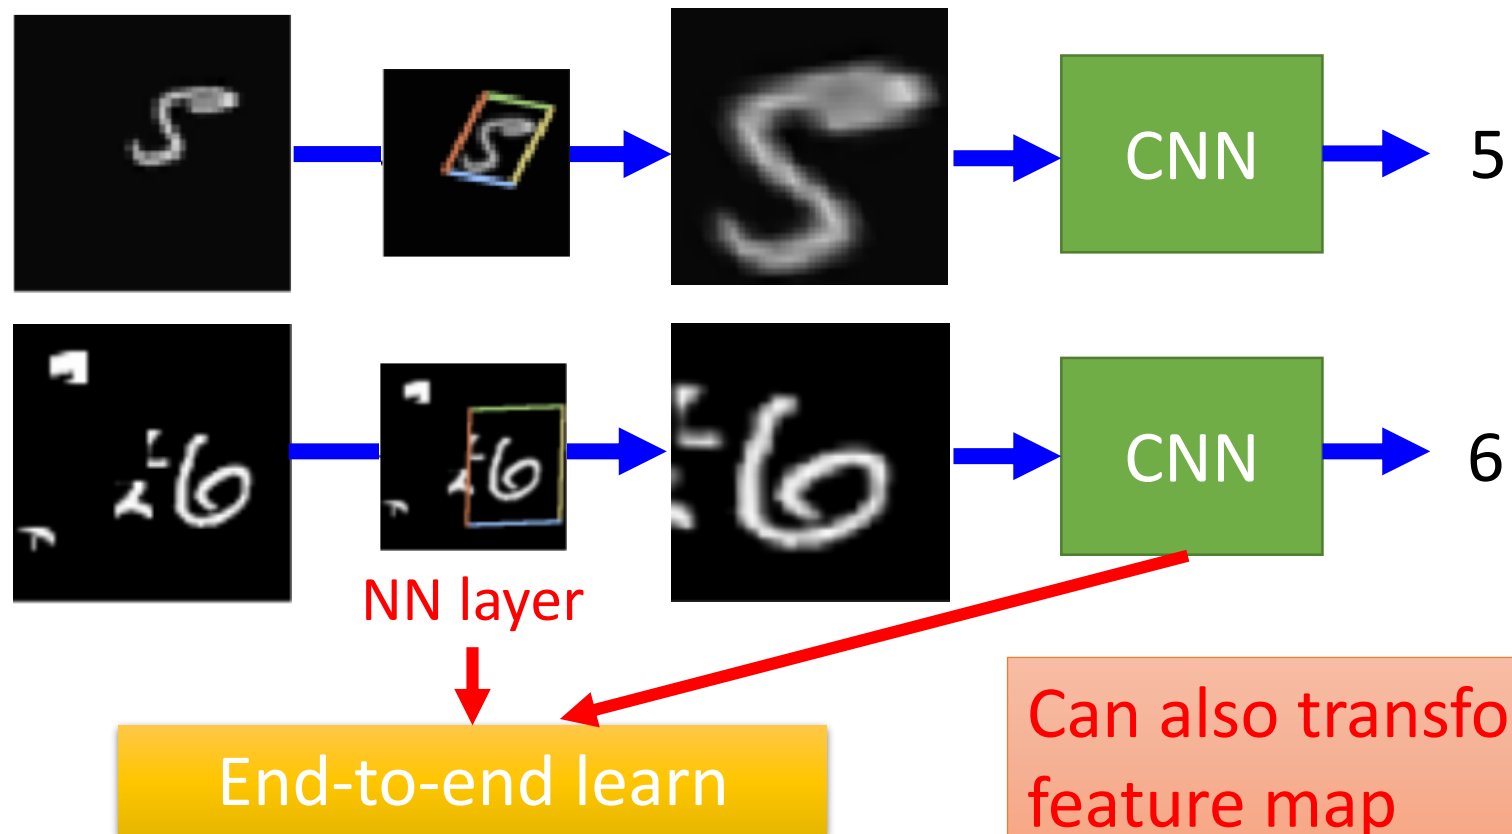 CNN
5
CNN
6
NN layer
End-to-end learn
Can also transfo
feature map